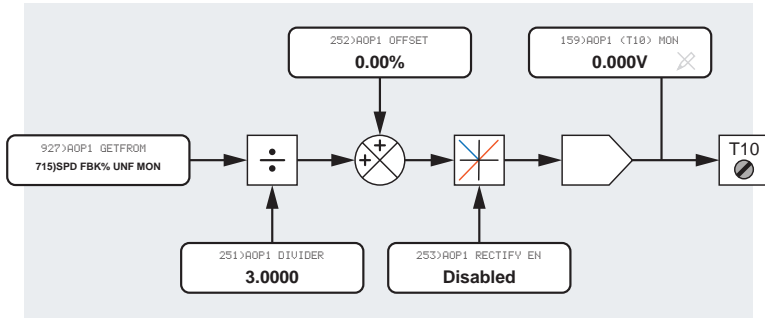 252)AOP1 OFFSET
0.00%
159)AOP1 (T10) MON
0.000V
927)AOP1 GETFROM
715)SPD FBK% UNF MON
÷
+
+
T10
251)AOP1 DIVIDER
3.0000
253)AOP1 RECTIFY EN
Disabled